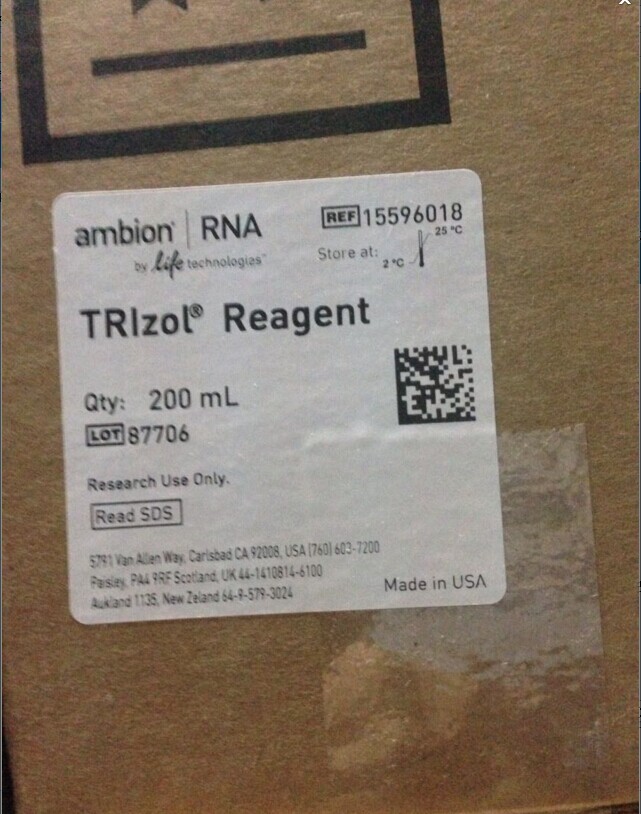 ambion® | RNA
by life technologies™
REF 15596018
Store at: 2 °C 25 °C
TRIzol® Reagent
Qty: 200 mL
LOT 87706
Research Use Only.
Read SDS
5791 Van Allen Way, Carlsbad CA 92008, USA (760) 603-7200
Paisley, PA4 9RF Scotland, UK 44-1410814-6100
Aukland 1135, New Zeland 64-9-579-3024
Made in USA